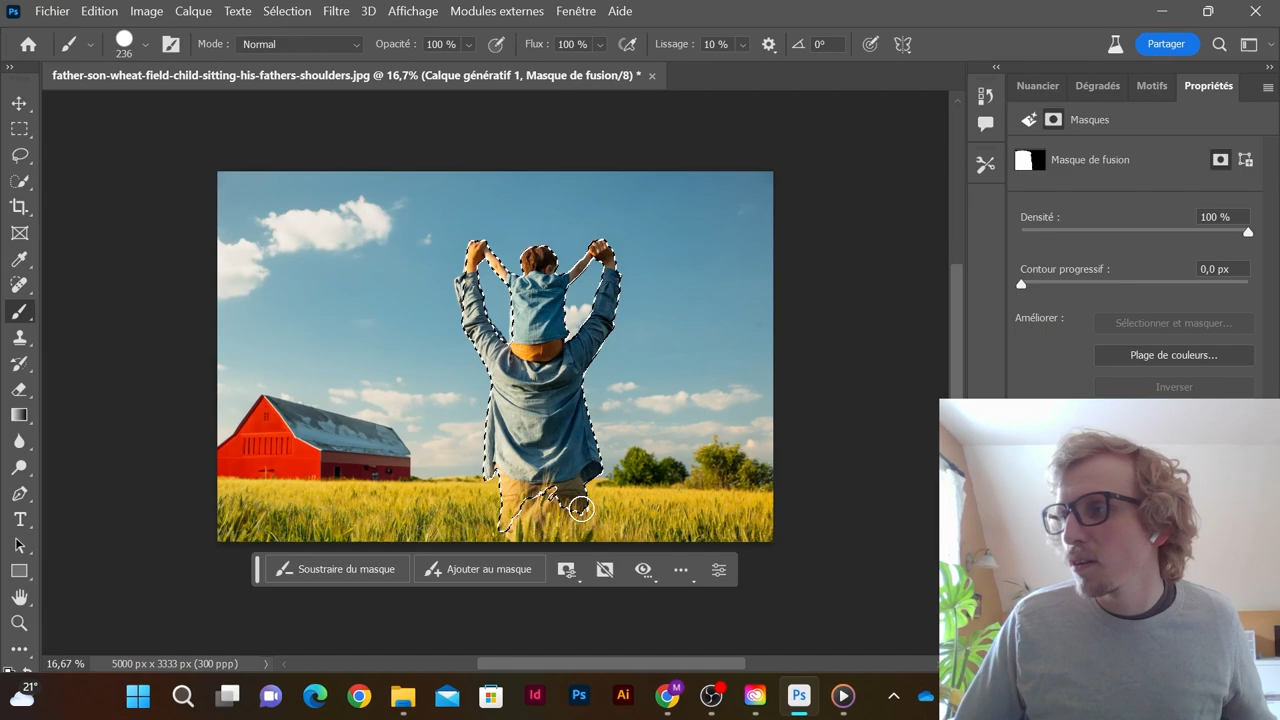 Ps Fichier Edition Image Calque Texte Sélection Filtre 3D Affichage Modules externes Fenêtre Aide
236 Mode : Normal Opacité : 100 % Flux : 100 % Lissage : 10 % 0° Partager
father-son-wheat-field-child-sitting-his-fathers-shoulders.jpg @ 16,7% (Calque génératif 1, Masque de fusion/8) *
Nuancier Dégradés Motifs Propriétés
Masques
Masque de fusion
Densité : 100 %
Contour progressif : 0,0 px
Améliorer : Sélectionner et masquer...
Plage de couleurs...
Inverser
Soustraire du masque Ajouter au masque
16,67 % 5000 px x 3333 px (300 ppp)
21° Id Ps Ai M Ps